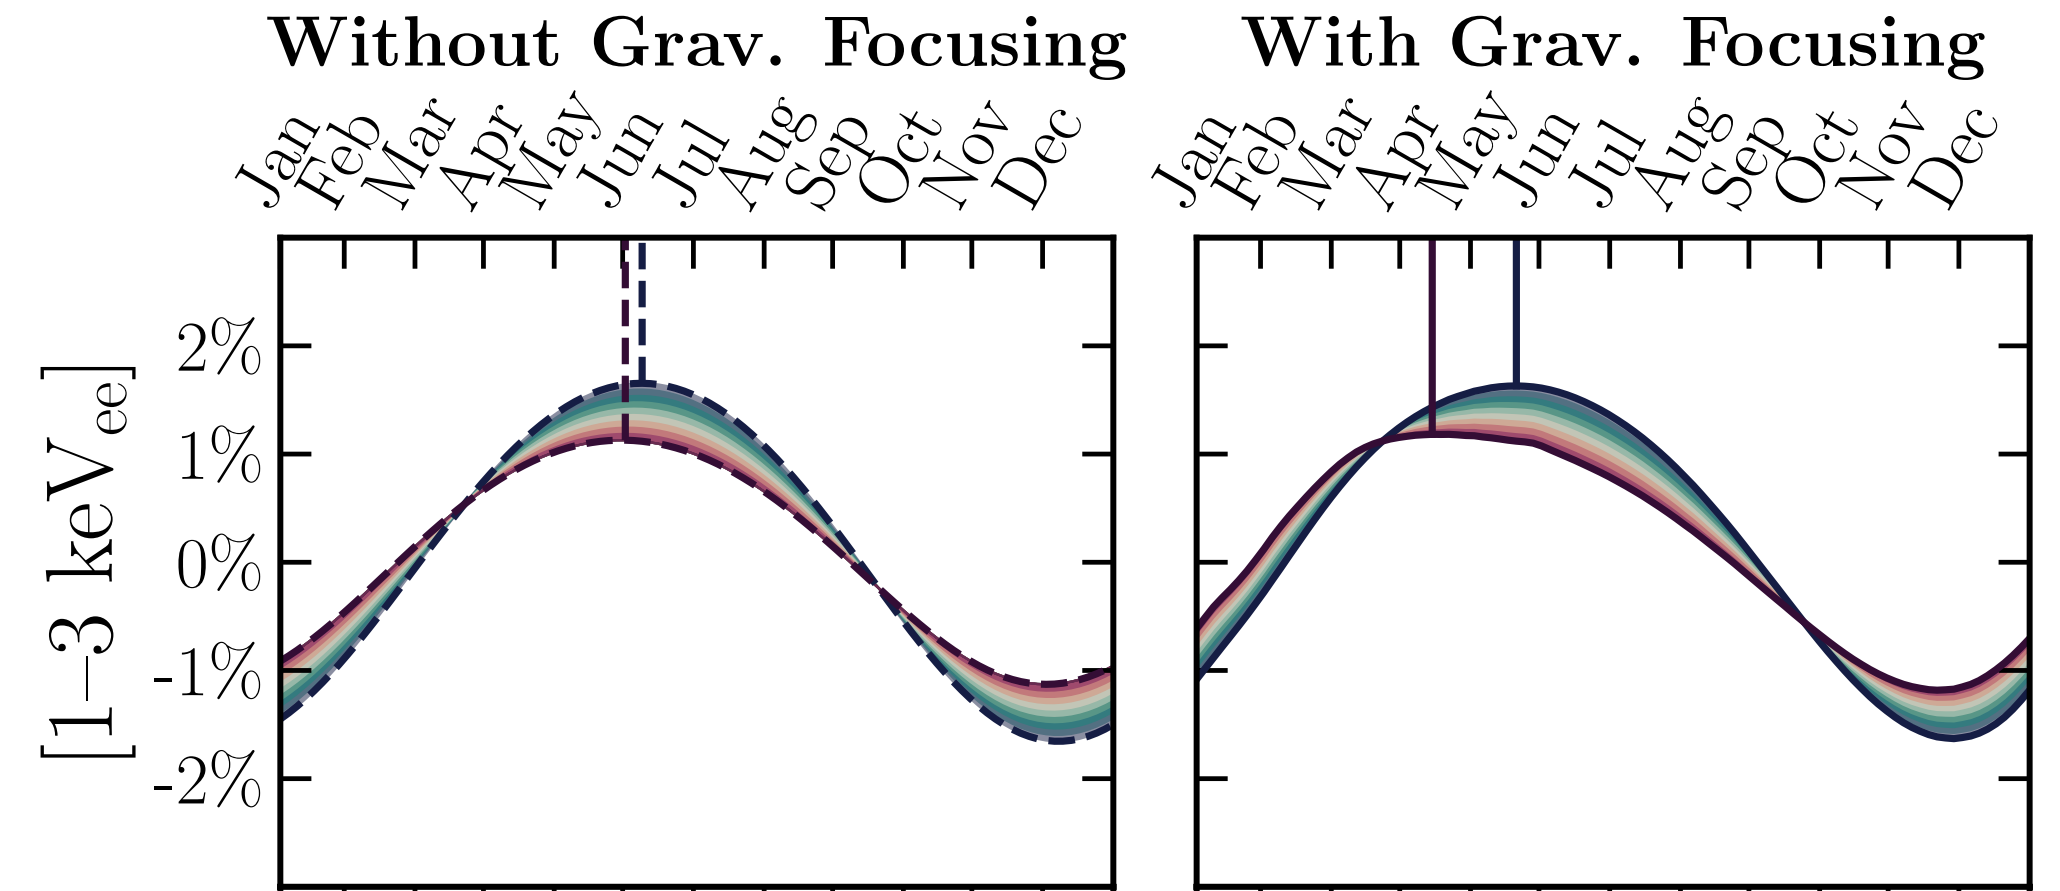 Without Grav. Focusing
With Grav. Focusing
Jan Feb Mar Apr May Jun Jul Aug Sep Oct Nov Dec
Jan Feb Mar Apr May Jun Jul Aug Sep Oct Nov Dec
[1–3 keVee]
2%
1%
0%
-1%
-2%